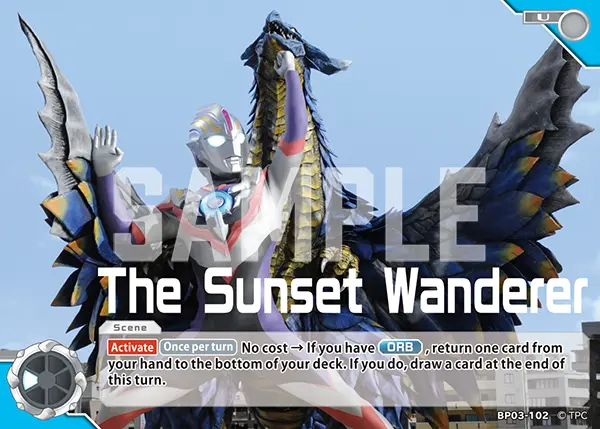 U
SAMPLE
The Sunset Wanderer
Scene
Activate Once per turn No cost → If you have ORB , return one card from
your hand to the bottom of your deck. If you do, draw a card at the end of
this turn.
BP03-102 © TPC